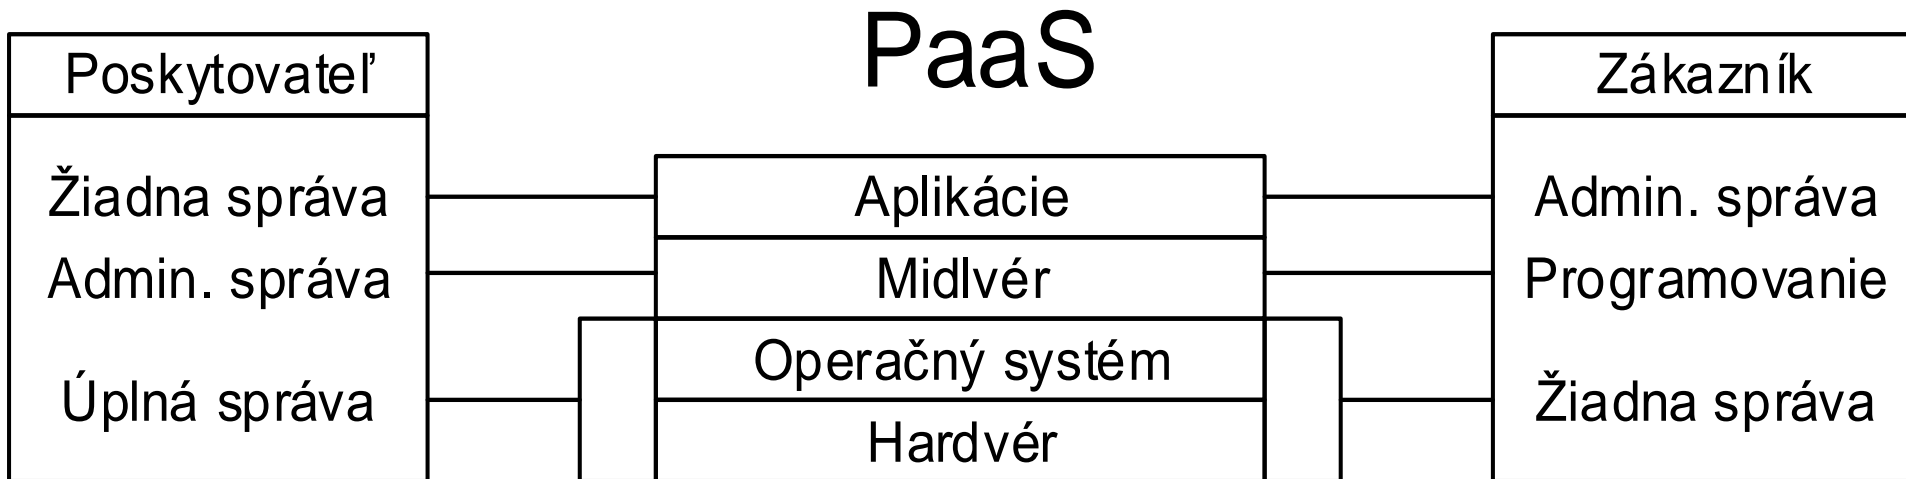 PaaS
Poskytovateľ
Žiadna správa
Admin. správa
Úplná správa
Aplikácie
Midlvér
Operačný systém
Hardvér
Zákazník
Admin. správa
Programovanie
Žiadna správa